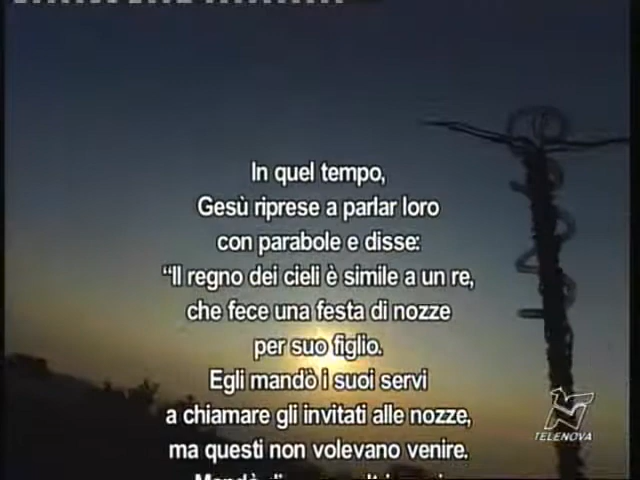 In quel tempo,
Gesù riprese a parlar loro
con parabole e disse:
“Il regno dei cieli è simile a un re,
che fece una festa di nozze
per suo figlio.
Egli mandò i suoi servi
a chiamare gli invitati alle nozze,
ma questi non volevano venire.
TELENOVA